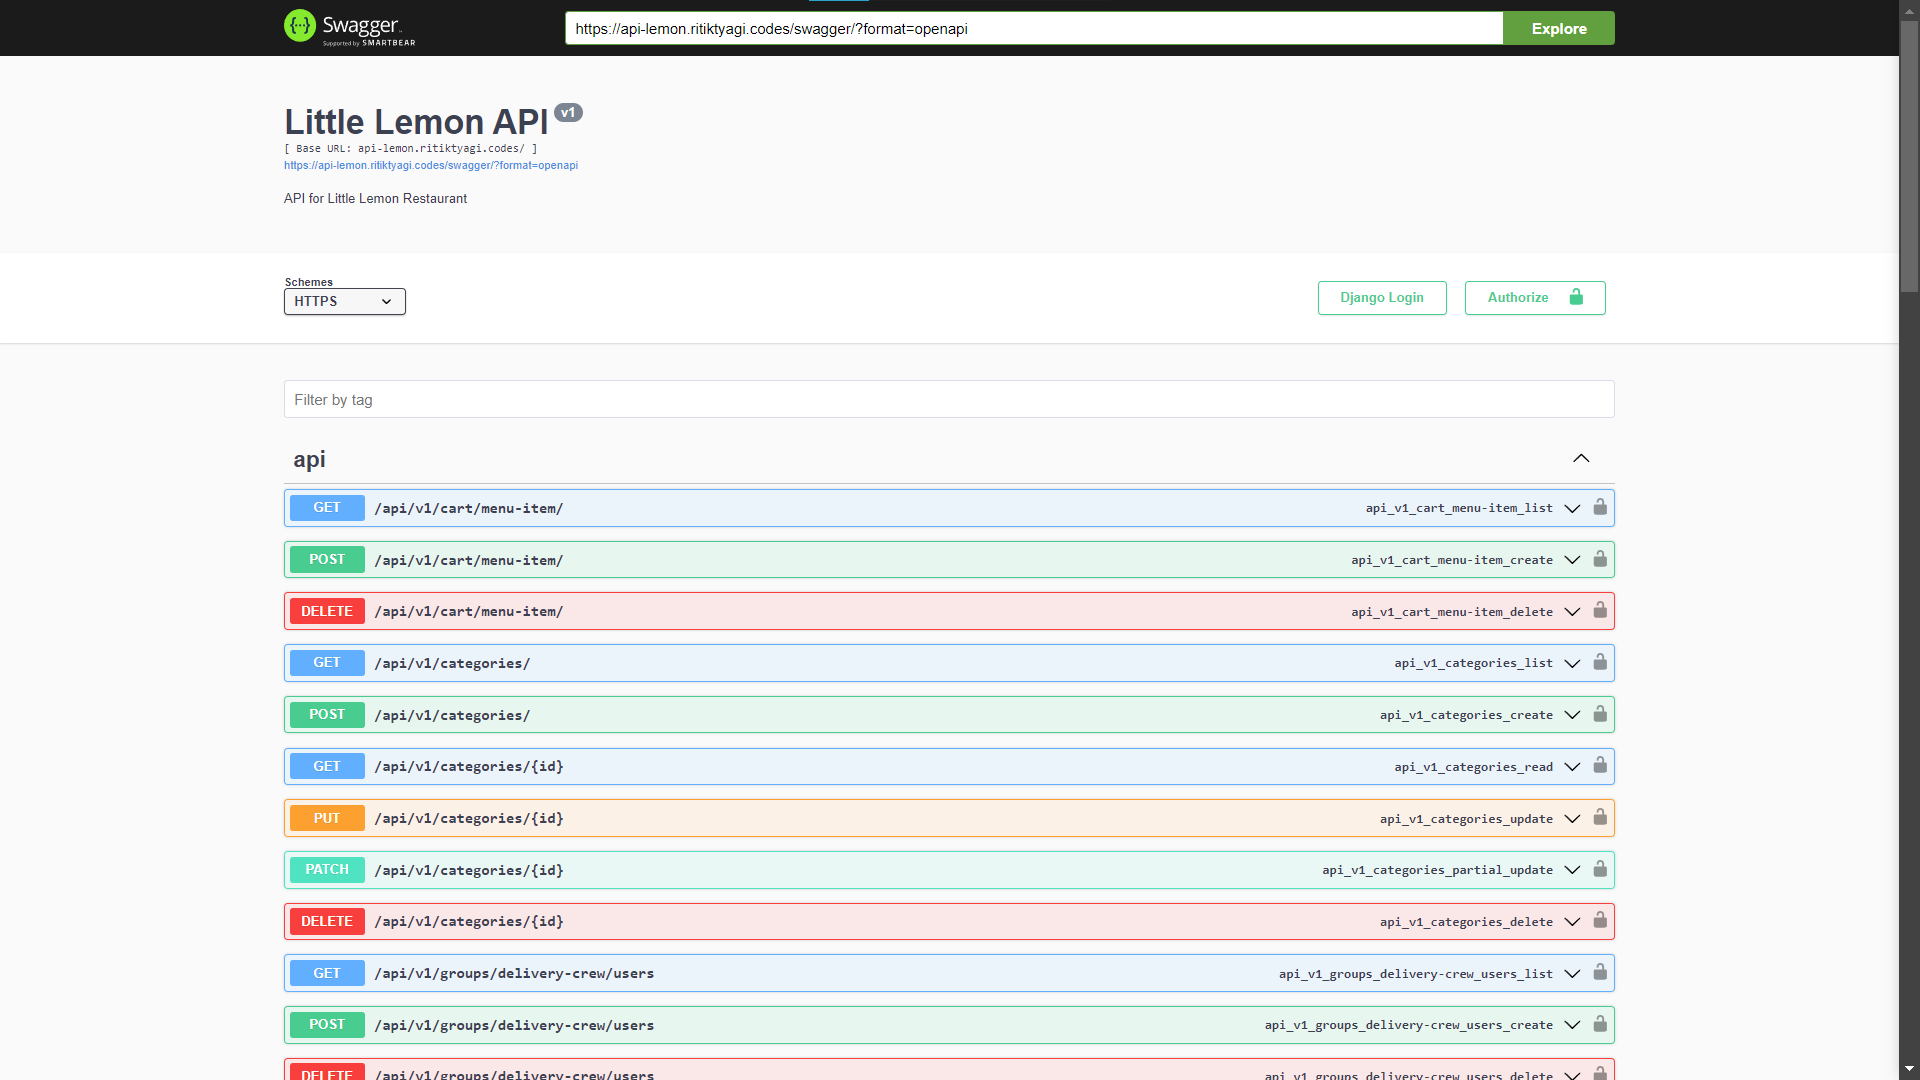 Swagger
Supported by SMARTBEAR
https://api-lemon.ritiktyagi.codes/swagger/?format=openapi
Explore
Little Lemon API v1
[ Base URL: api-lemon.ritiktyagi.codes/ ]
https://api-lemon.ritiktyagi.codes/swagger/?format=openapi
API for Little Lemon Restaurant
Schemes
HTTPS
Django Login
Authorize
Filter by tag
api
GET /api/v1/cart/menu-item/ api_v1_cart_menu-item_list
POST /api/v1/cart/menu-item/ api_v1_cart_menu-item_create
DELETE /api/v1/cart/menu-item/ api_v1_cart_menu-item_delete
GET /api/v1/categories/ api_v1_categories_list
POST /api/v1/categories/ api_v1_categories_create
GET /api/v1/categories/{id} api_v1_categories_read
PUT /api/v1/categories/{id} api_v1_categories_update
PATCH /api/v1/categories/{id} api_v1_categories_partial_update
DELETE /api/v1/categories/{id} api_v1_categories_delete
GET /api/v1/groups/delivery-crew/users api_v1_groups_delivery-crew_users_list
POST /api/v1/groups/delivery-crew/users api_v1_groups_delivery-crew_users_create
DELETE /api/v1/groups/delivery-crew/users api_v1_groups_delivery-crew_users_delete